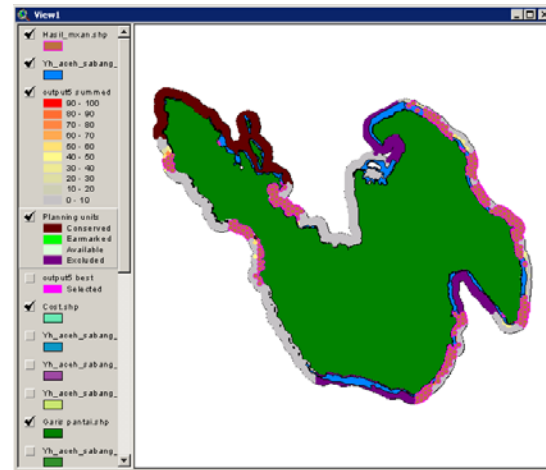 View1
Hasil_mxan.shp
Yh_aceh_sabang_
output5 summed
90 - 100
80 - 90
70 - 80
60 - 70
50 - 60
40 - 50
30 - 40
20 - 30
10 - 20
0 - 10
Planning units
Conserved
Earmarked
Available
Excluded
output5 best
Selected
Cost.shp
Yh_aceh_sabang_
Yh_aceh_sabang_
Yh_aceh_sabang_
Garis pantai.shp
Yh_aceh_sabang_